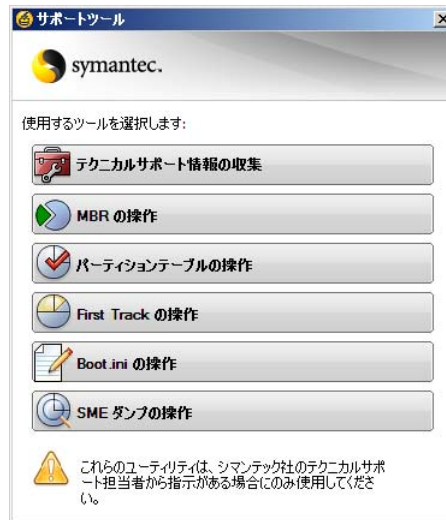 サポートツール
symantec.
使用するツールを選択します:
テクニカルサポート情報の収集
MBR の操作
パーティションテーブルの操作
First Track の操作
Boot.ini の操作
SME ダンプの操作
これらのユーティリティは、シマンテック社のテクニカルサポ
ート担当者から指示がある場合にのみ使用してくださ
い。